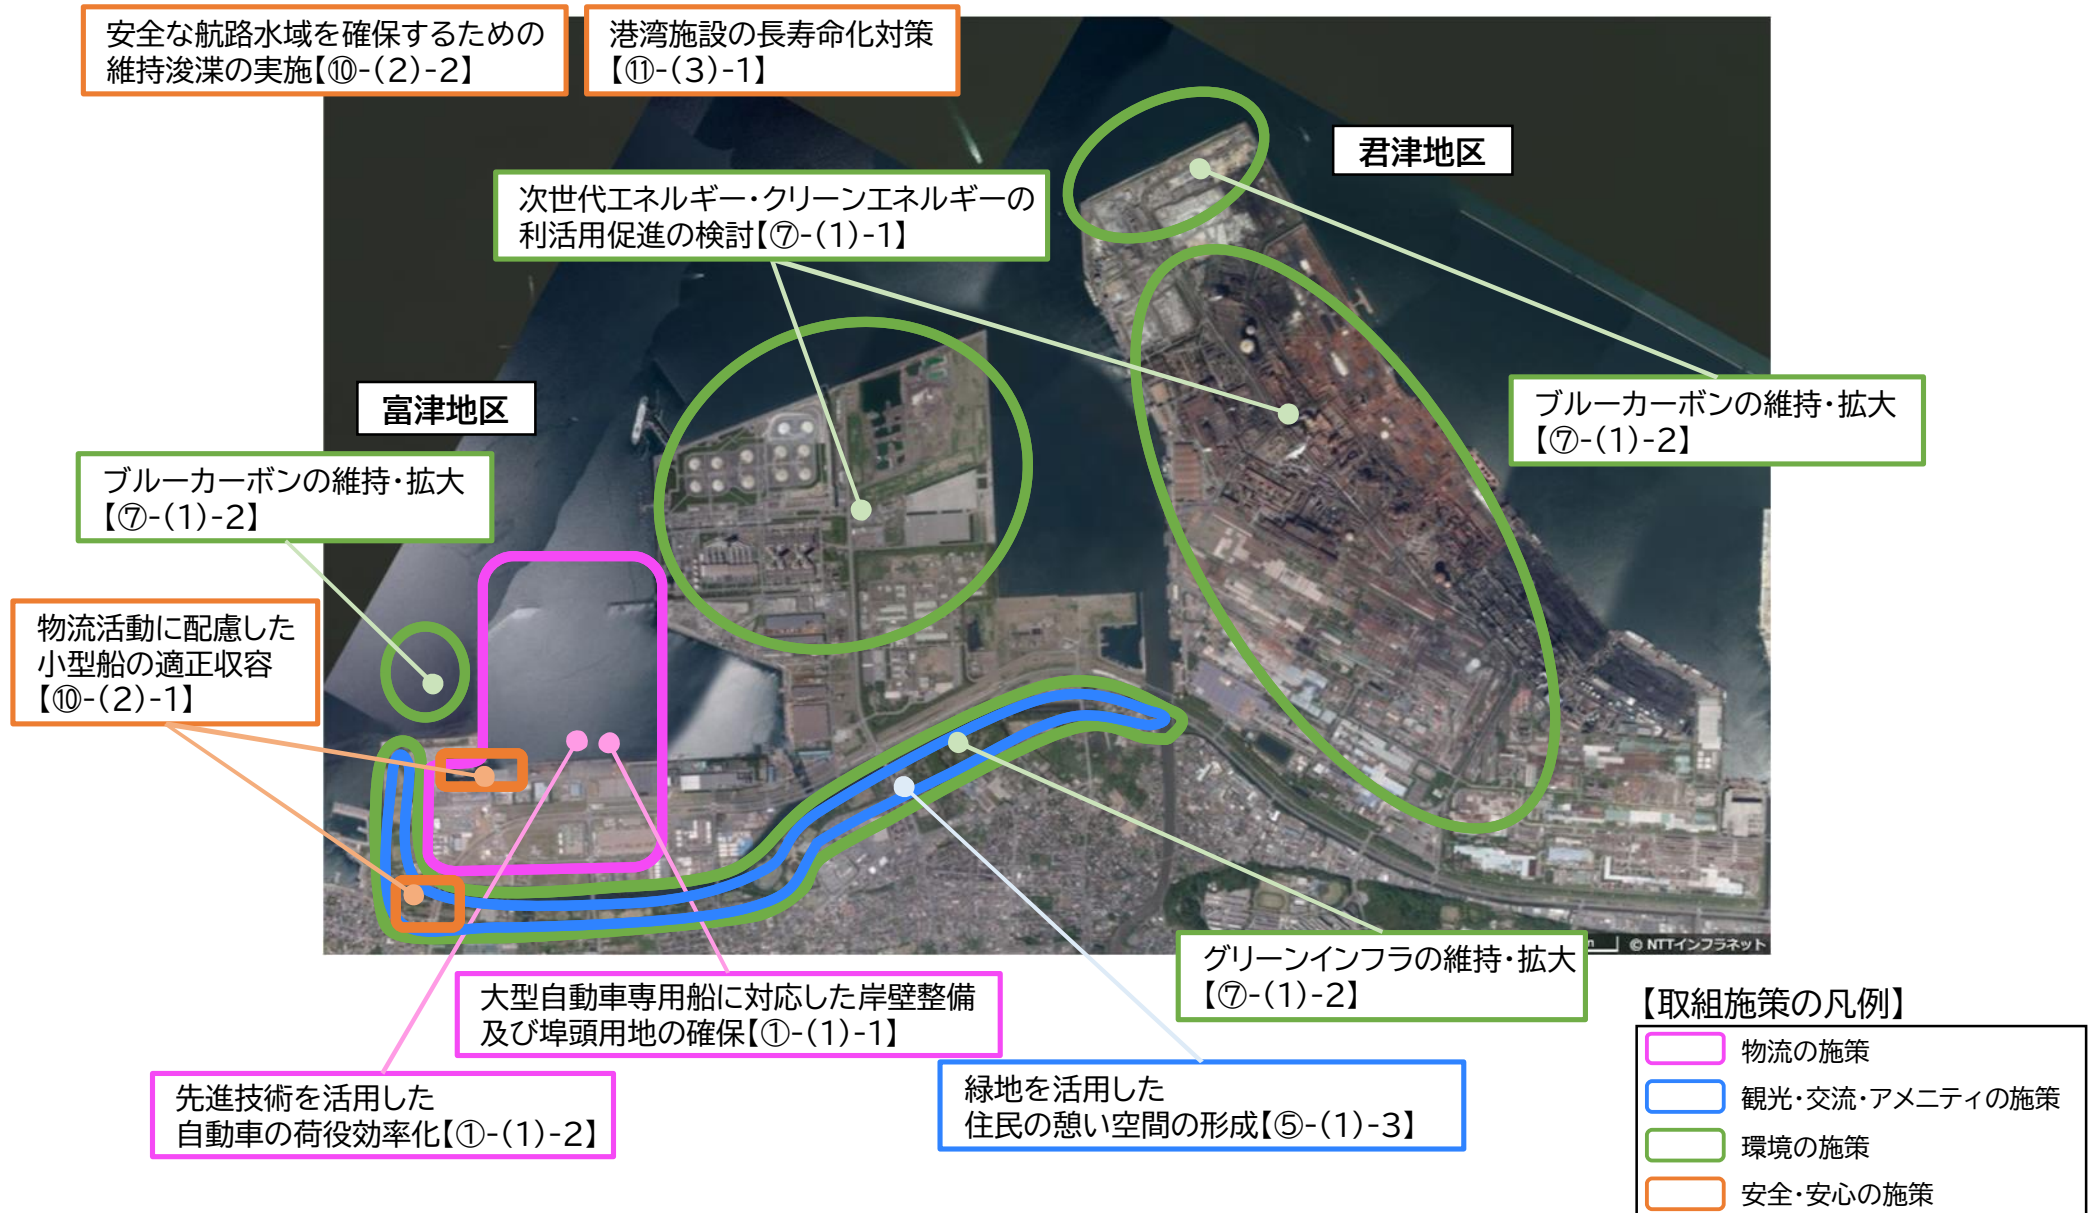 安全な航路水域を確保するための
維持浚渫の実施【⑩-(2)-2】
港湾施設の長寿命化対策
【⑪-(3)-1】
君津地区
次世代エネルギー・クリーンエネルギーの
利活用促進の検討【⑦-(1)-1】
富津地区
ブルーカーボンの維持・拡大
【⑦-(1)-2】
ブルーカーボンの維持・拡大
【⑦-(1)-2】
物流活動に配慮した
小型船の適正収容
【⑩-(2)-1】
グリーンインフラの維持・拡大
【⑦-(1)-2】
© NTTインフラネット
大型自動車専用船に対応した岸壁整備
及び埠頭用地の確保【①-(1)-1】
先進技術を活用した
自動車の荷役効率化【①-(1)-2】
緑地を活用した
住民の憩い空間の形成【⑤-(1)-3】
【取組施策の凡例】
物流の施策
観光・交流・アメニティの施策
環境の施策
安全・安心の施策